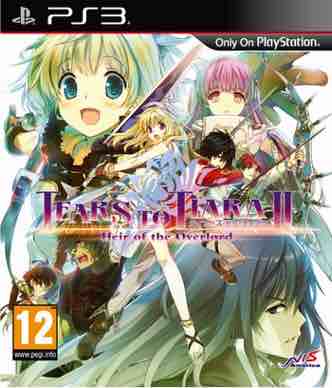 PS3
Only On PlayStation®
TEARS TO TIARA II
Heir of the Overlord
12
www.pegi.info
NIS
AMERICA